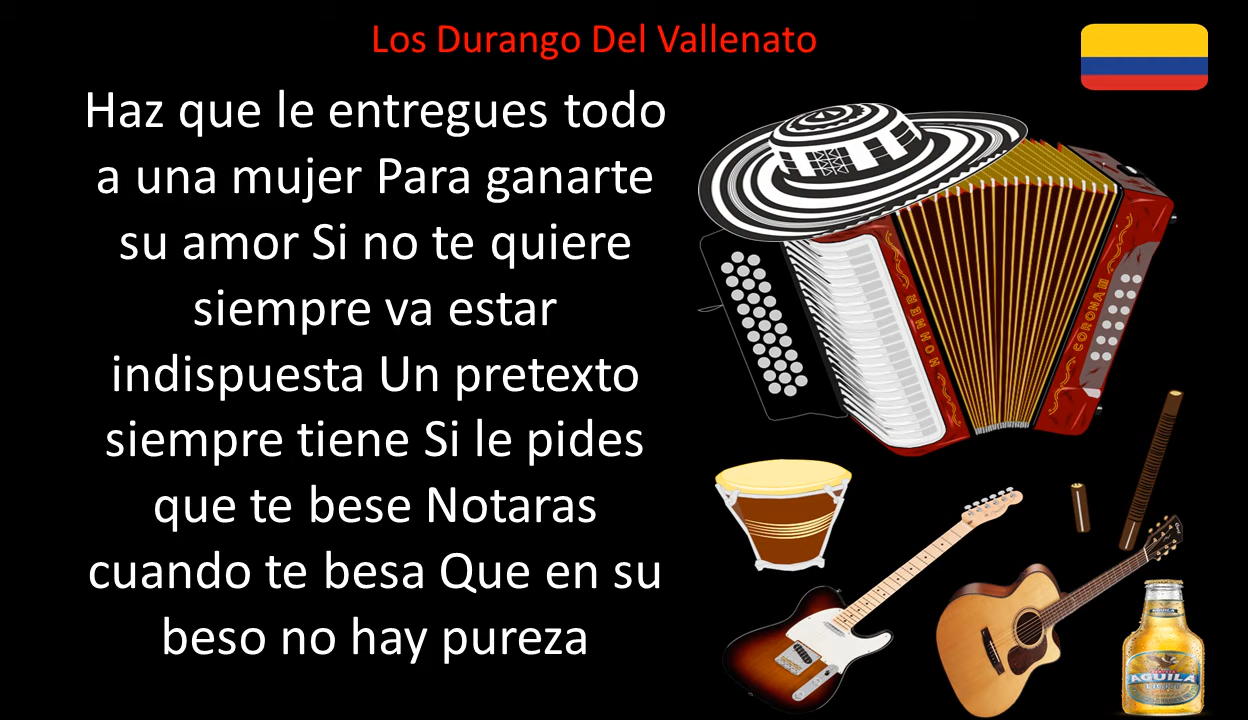 Los Durango Del Vallenato
Haz que le entregues todo
a una mujer Para ganarte
su amor Si no te quiere
siempre va estar
indispuesta Un pretexto
siempre tiene Si le pides
que te bese Notaras
cuando te besa Que en su
beso no hay pureza
HOHNER
CORONA III
AGUILA